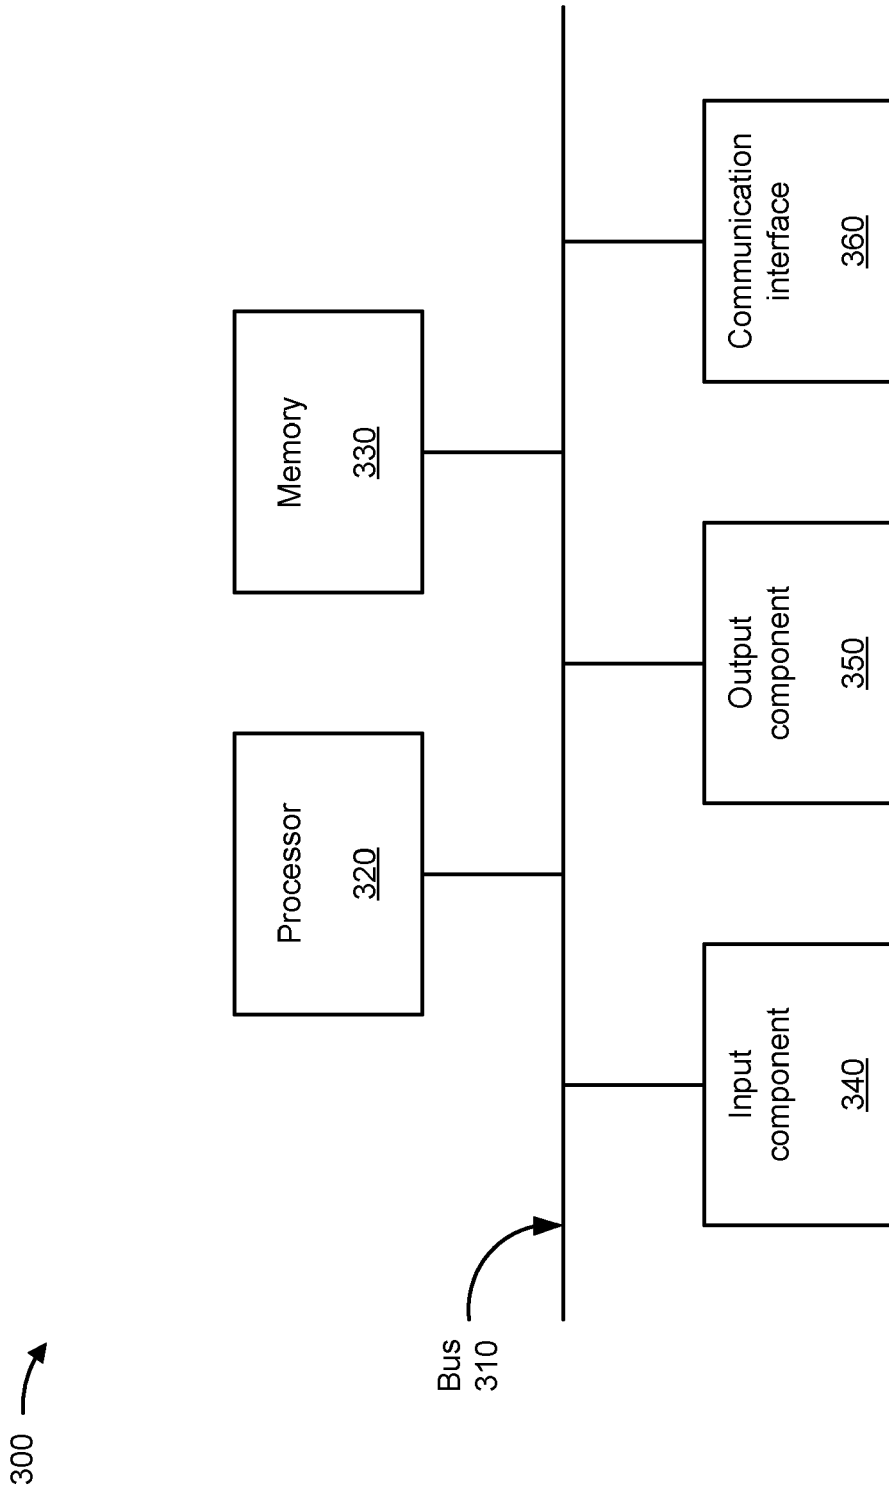 300
Processor
320
Memory
330
Bus
310
Input
component
340
Output
component
350
Communication
interface
360